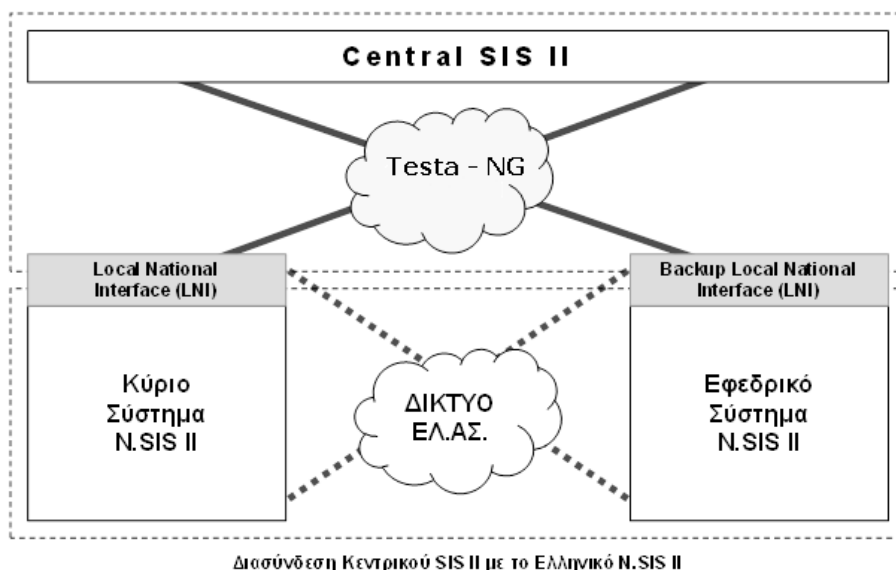 Central SIS II
Testa - NG
Local National
Interface (LNI)
Backup Local National
Interface (LNI)
Κύριο
Σύστημα
N.SIS II
ΔΙΚΤΥΟ
ΕΛ.ΑΣ.
Εφεδρικό
Σύστημα
N.SIS II
Διασύνδεση Κεντρικού SIS II με το Ελληνικό N.SIS II